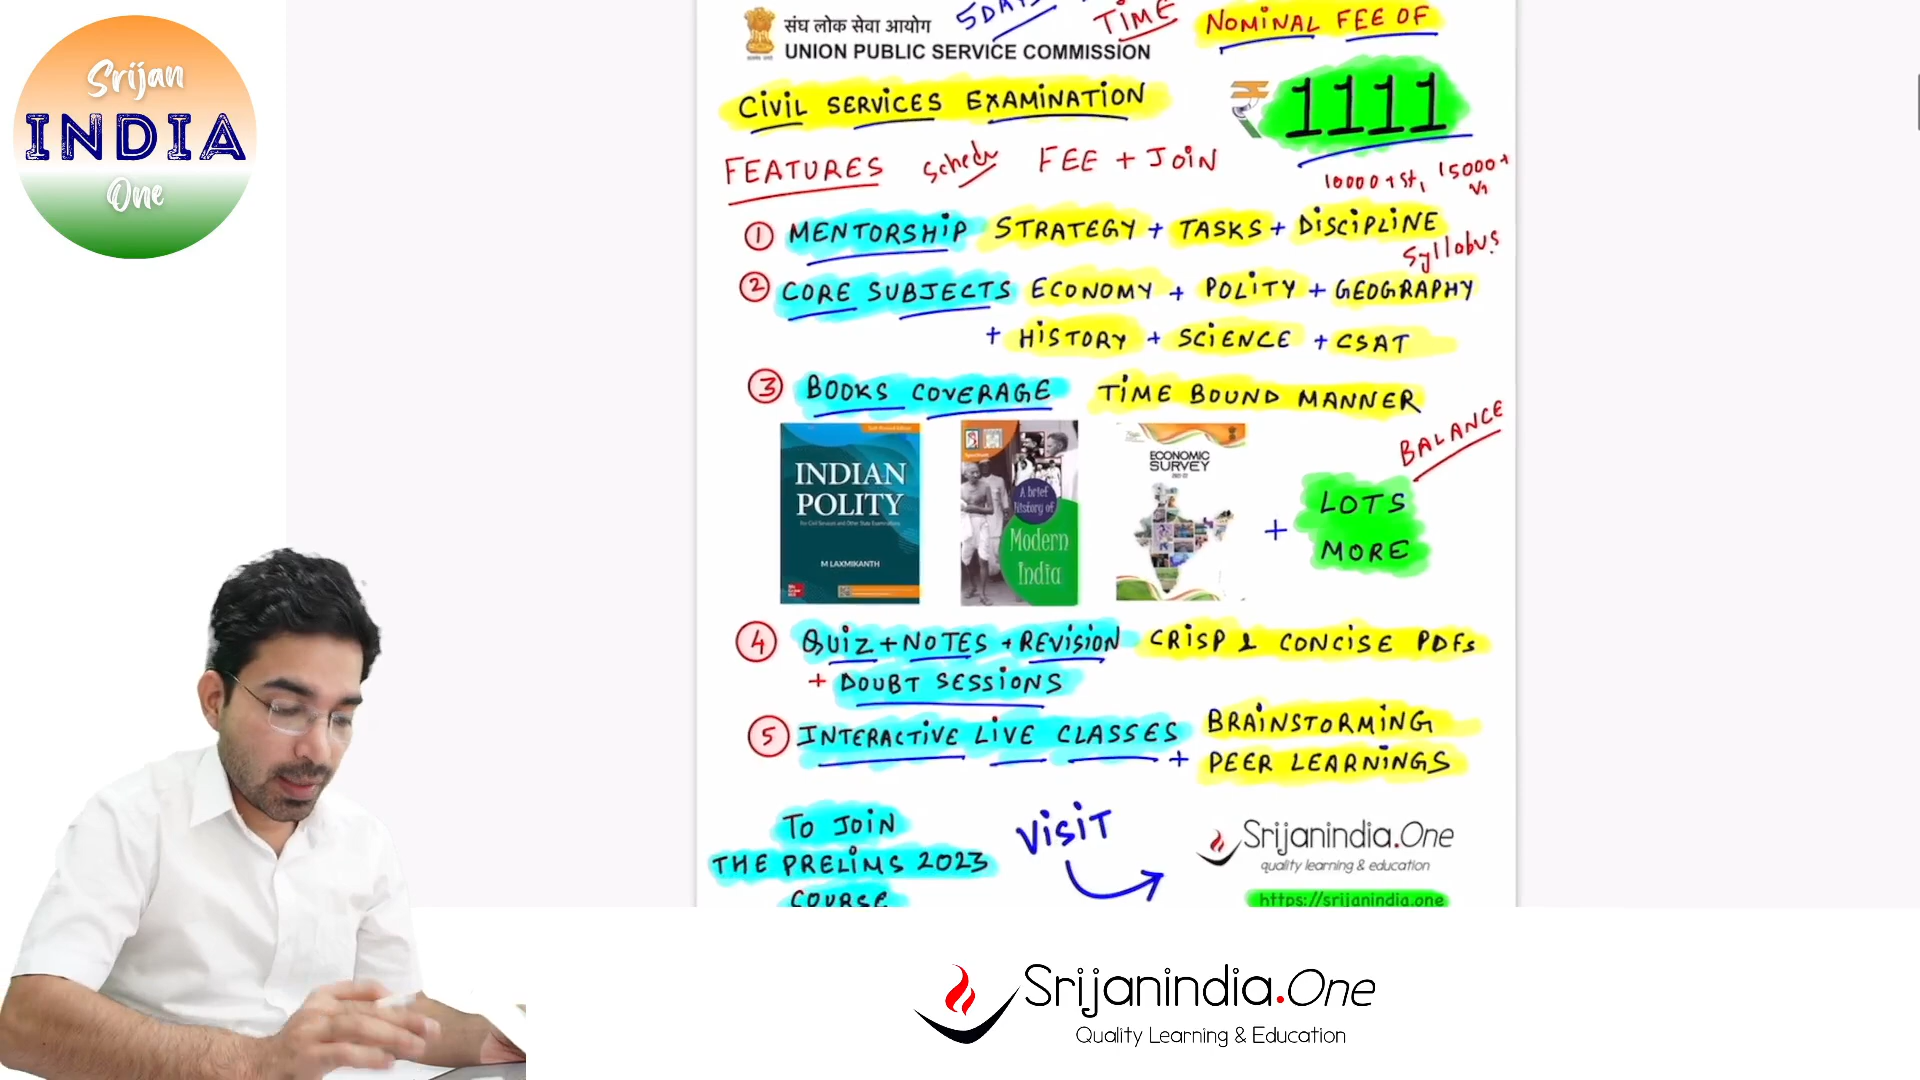 Srijan
INDIA
One
संघ लोक सेवा आयोग
UNION PUBLIC SERVICE COMMISSION
5 DAYS
TIME
NOMINAL FEE OF
CIVIL SERVICES EXAMINATION
₹ 1111
FEATURES
FEE + JOIN
10000+ St,
15000+
① MENTORSHIP STRATEGY + TASKS + DISCIPLINE
Syllabus
② CORE SUBJECTS ECONOMY + POLITY + GEOGRAPHY
+ HISTORY + SCIENCE + CSAT
③ BOOKS COVERAGE TIME BOUND MANNER
BALANCE
INDIAN
POLITY
M LAXMIKANTH
A brief
History of
Modern
India
ECONOMIC
SURVEY
+ LOTS
MORE
④ QUIZ + NOTES + REVISION CRISP & CONCISE PDFs
+ DOUBT SESSIONS
⑤ INTERACTIVE LIVE CLASSES BRAINSTORMING
+ PEER LEARNINGS
TO JOIN
THE PRELIMS 2023
COURSE
VISIT
Srijanindia.One
quality learning & education
https://srijanindia.one
Srijanindia.One
Quality Learning & Education